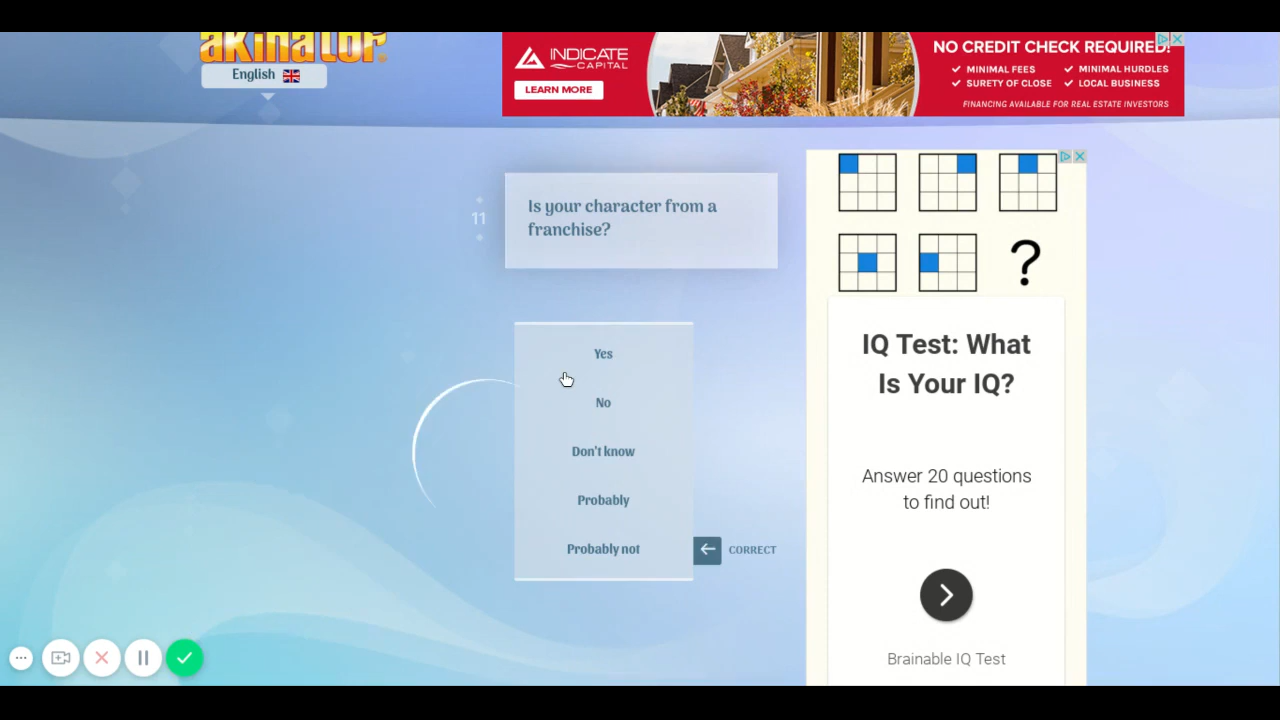 akinator
English
INDICATE
CAPITAL
LEARN MORE
NO CREDIT CHECK REQUIRED!
✓ MINIMAL FEES ✓ MINIMAL HURDLES
✓ SURETY OF CLOSE ✓ LOCAL BUSINESS
FINANCING AVAILABLE FOR REAL ESTATE INVESTORS
11
Is your character from a
franchise?
Yes
No
Don't know
Probably
Probably not
CORRECT
?
IQ Test: What
Is Your IQ?
Answer 20 questions
to find out!
Brainable IQ Test